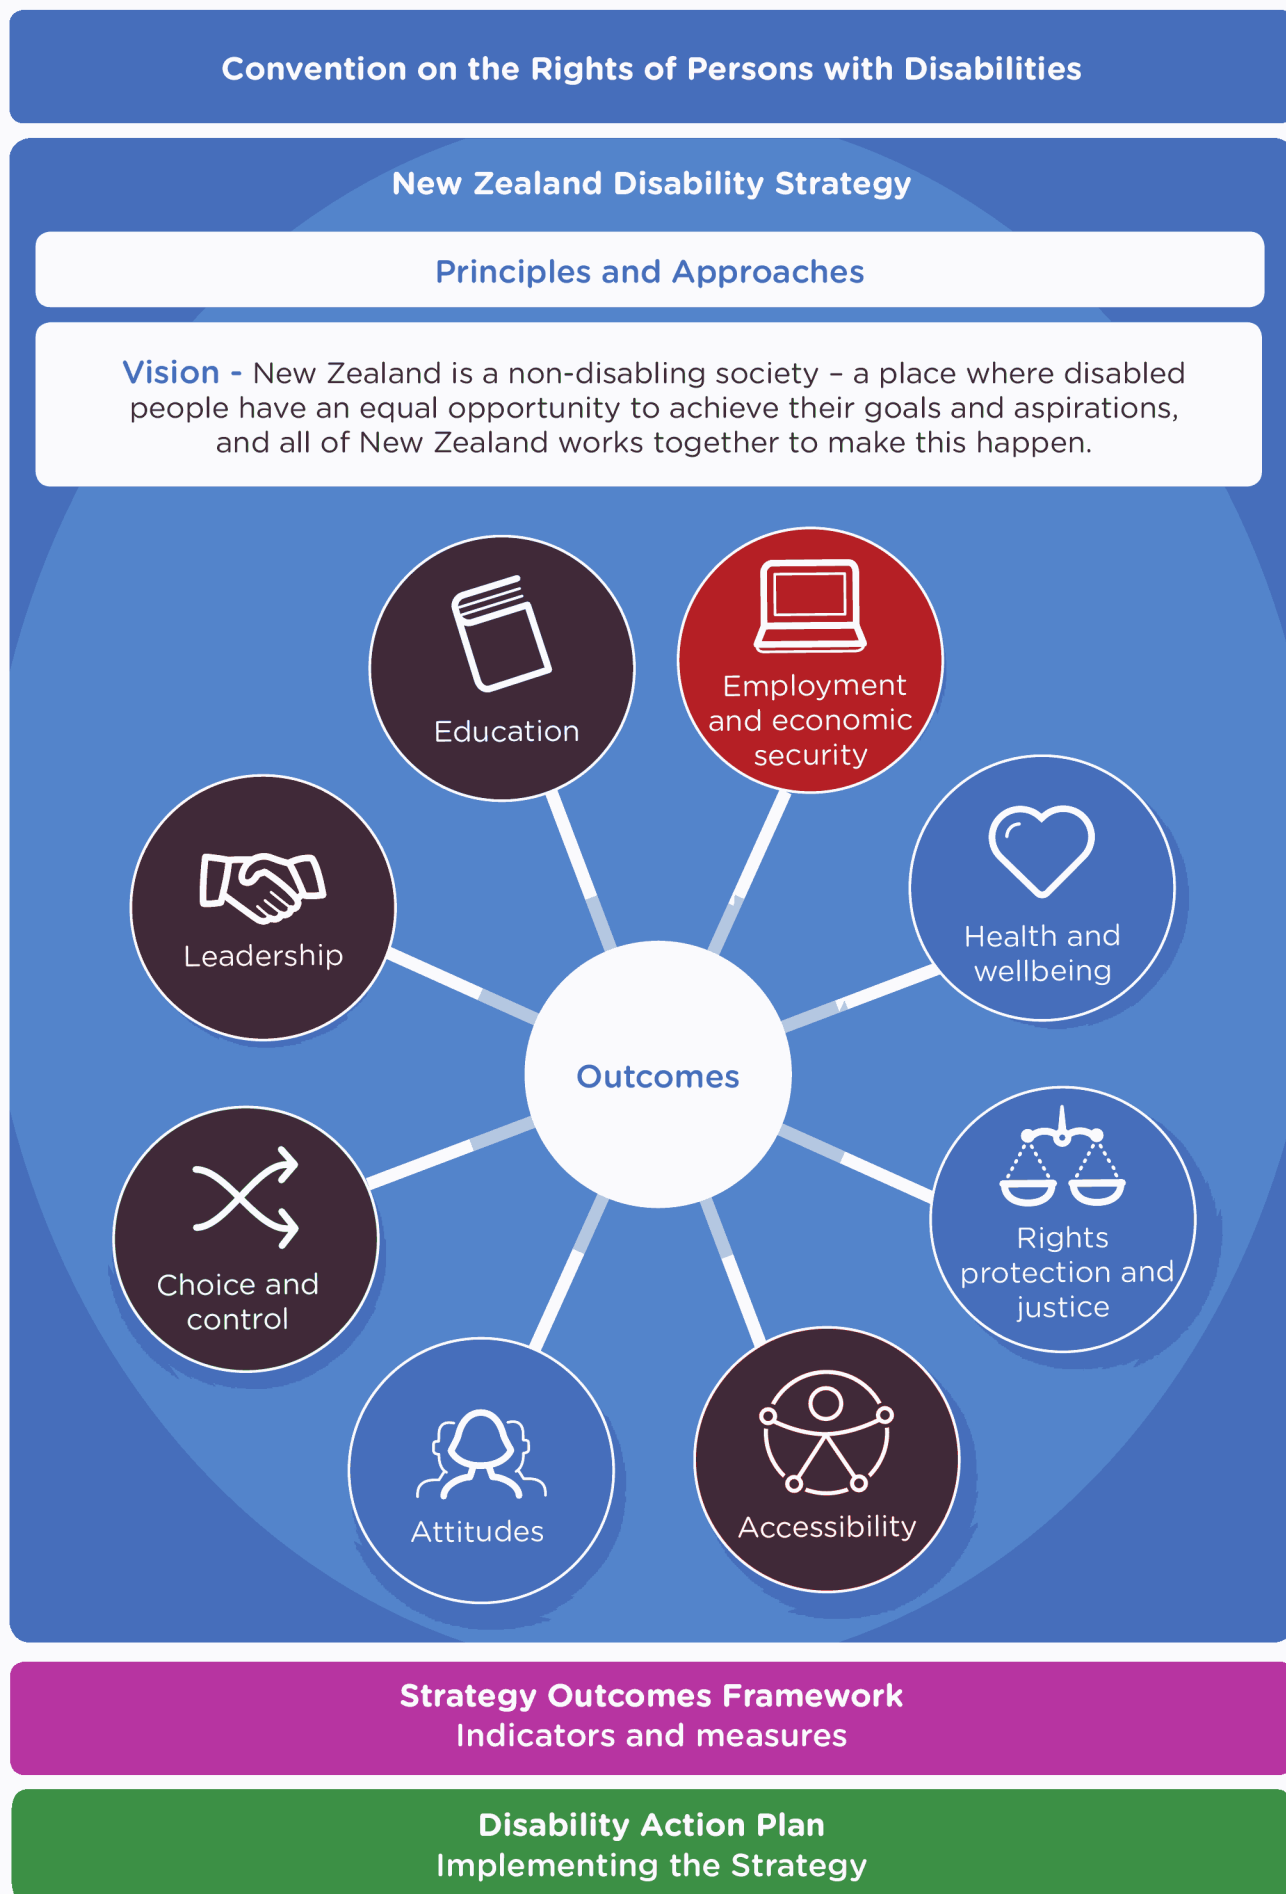 Convention on the Rights of Persons with Disabilities
New Zealand Disability Strategy
Principles and Approaches
Vision - New Zealand is a non-disabling society – a place where disabled
people have an equal opportunity to achieve their goals and aspirations,
and all of New Zealand works together to make this happen.
Education
Employment
and economic
security
Health and
wellbeing
Rights
protection and
justice
Accessibility
Attitudes
Choice and
control
Leadership
Outcomes
Strategy Outcomes Framework
Indicators and measures
Disability Action Plan
Implementing the Strategy